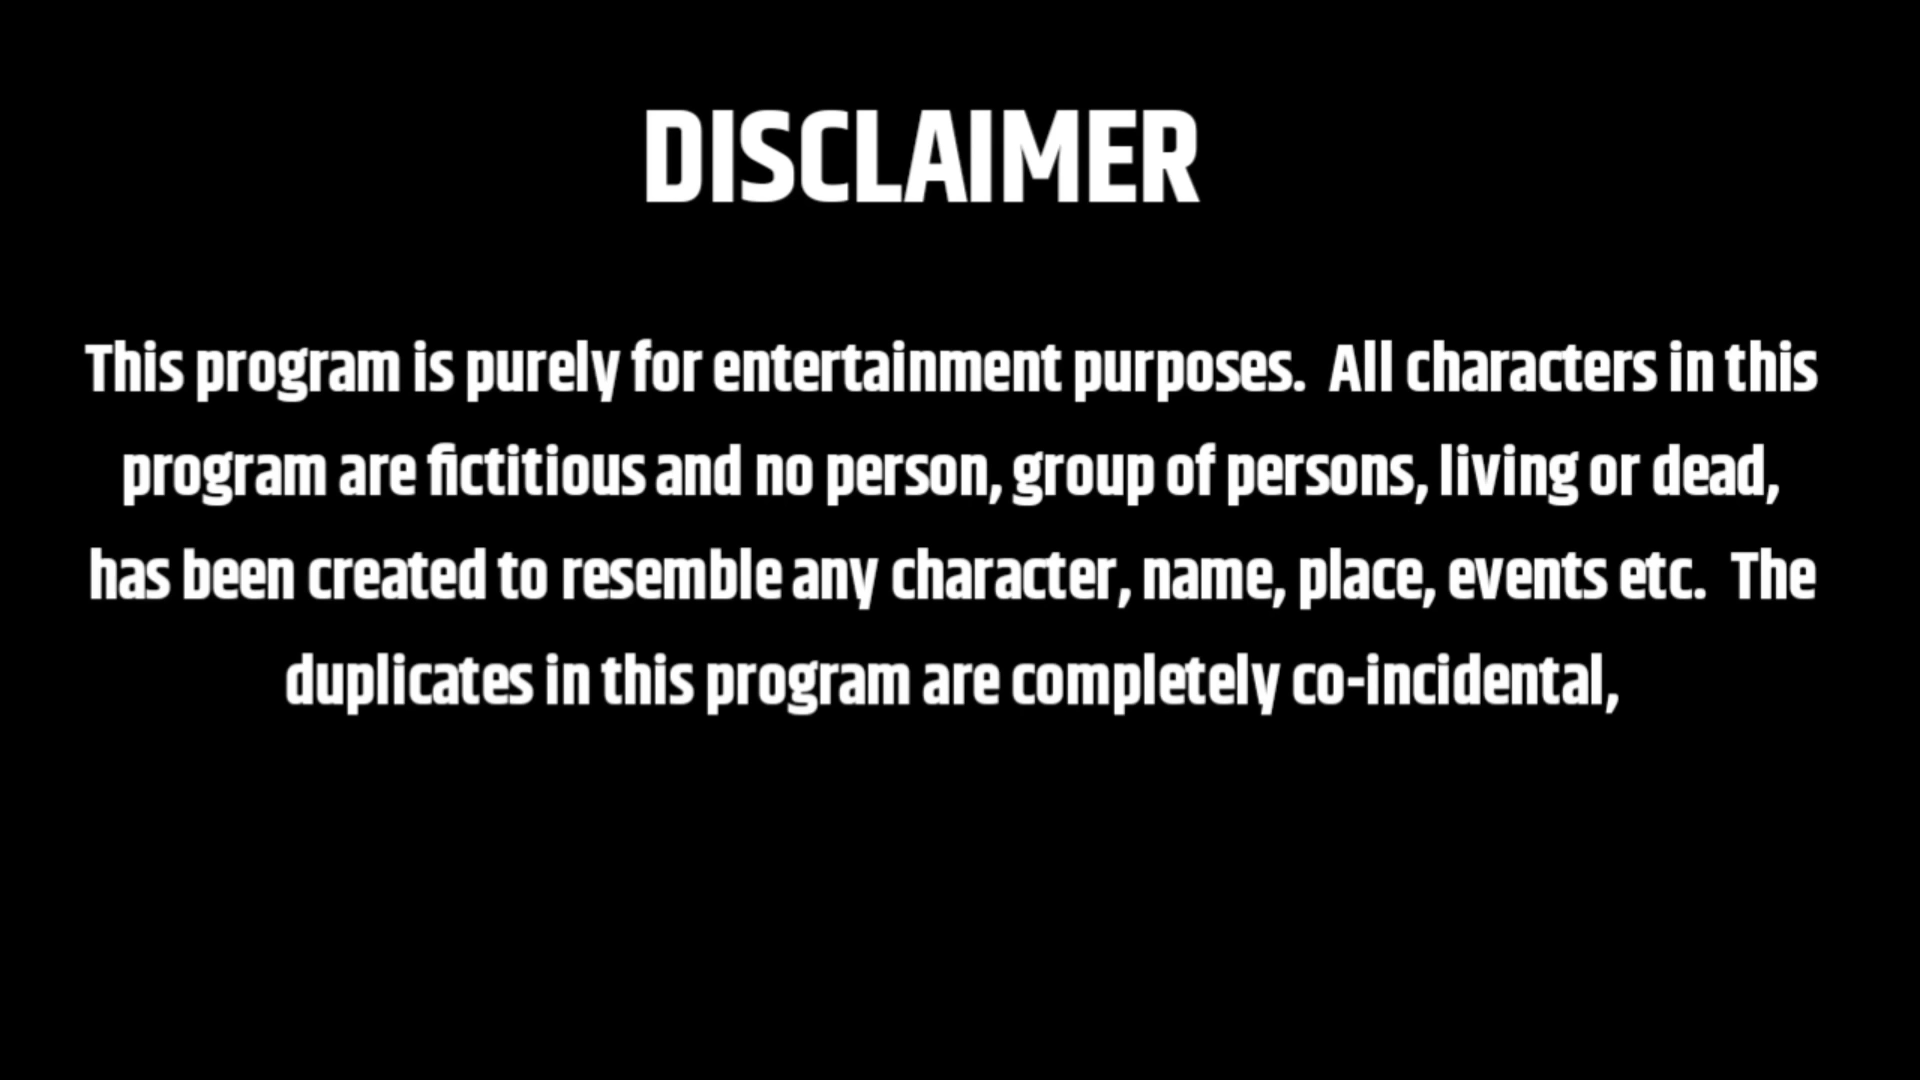 DISCLAIMER
This program is purely for entertainment purposes.  All characters in this
program are fictitious and no person, group of persons, living or dead,
has been created to resemble any character, name, place, events etc.  The
duplicates in this program are completely co-incidental,